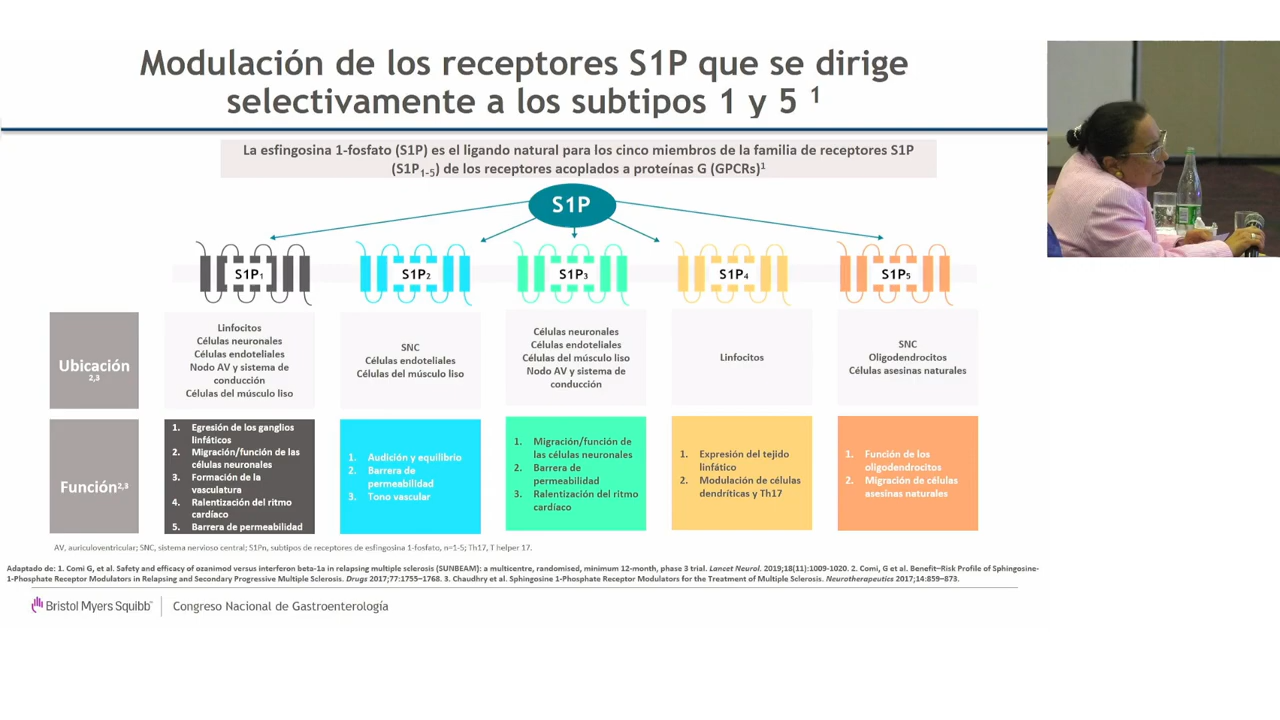 Modulación de los receptores S1P que se dirige
selectivamente a los subtipos 1 y 5 ¹
La esfingosina 1-fosfato (S1P) es el ligando natural para los cinco miembros de la familia de receptores S1P
(S1P₁₋₅) de los receptores acoplados a proteínas G (GPCRs)¹
S1P
S1P₁
S1P₂
S1P₃
S1P₄
S1P₅
Ubicación
2,3
Linfocitos
Células neuronales
Células endoteliales
Nodo AV y sistema de
conducción
Células del músculo liso
SNC
Células endoteliales
Células del músculo liso
Células neuronales
Células endoteliales
Células del músculo liso
Nodo AV y sistema de
conducción
Linfocitos
SNC
Oligodendrocitos
Células asesinas naturales
Función²,³
1. Egresión de los ganglios
linfáticos
2. Migración/función de las
células neuronales
3. Formación de la
vasculatura
4. Ralentización del ritmo
cardíaco
5. Barrera de permeabilidad
1. Audición y equilibrio
2. Barrera de
permeabilidad
3. Tono vascular
1. Migración/función de
las células neuronales
2. Barrera de
permeabilidad
3. Ralentización del ritmo
cardíaco
1. Expresión del tejido
linfático
2. Modulación de células
dendríticas y Th17
1. Función de los
oligodendrocitos
2. Migración de células
asesinas naturales
AV, auriculoventricular; SNC, sistema nervioso central; S1Pn, subtipos de receptores de esfingosina 1-fosfato, n=1-5; Th17, T helper 17.
Adaptado de: 1. Comi G, et al. Safety and efficacy of ozanimod versus interferon beta-1a in relapsing multiple sclerosis (SUNBEAM): a multicentre, randomised, minimum 12-month, phase 3 trial. Lancet Neurol. 2019;18(11):1009-1020. 2. Comi, G et al. Benefit–Risk Profile of Sphingosine-
1-Phosphate Receptor Modulators in Relapsing and Secondary Progressive Multiple Sclerosis. Drugs 2017;77:1755–1768. 3. Chaudhry et al. Sphingosine 1-Phosphate Receptor Modulators for the Treatment of Multiple Sclerosis. Neurotherapeutics 2017;14:859–873.
Bristol Myers Squibb™
Congreso Nacional de Gastroenterología